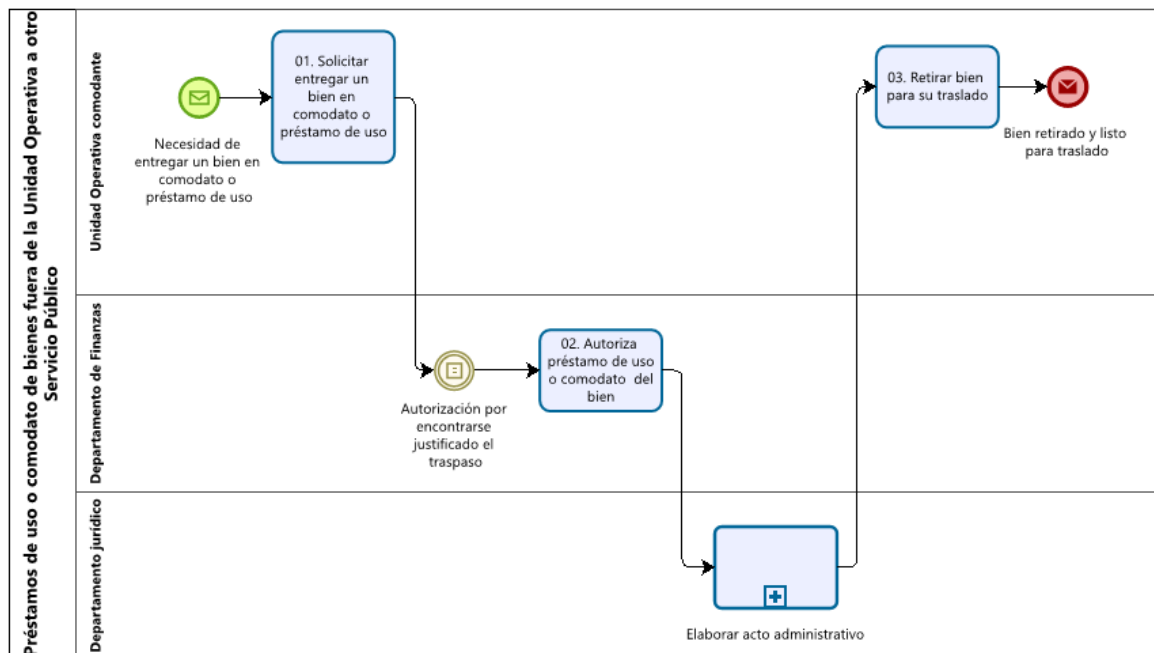 Préstamos de uso o comodato de bienes fuera de la Unidad Operativa a otro
Servicio Público
Unidad Operativa comodante
Necesidad de
entregar un bien en
comodato o
préstamo de uso
01. Solicitar
entregar un
bien en
comodato o
préstamo de uso
03. Retirar bien
para su traslado
Bien retirado y listo
para traslado
Departamento de Finanzas
Autorización por
encontrarse
justificado el
traspaso
02. Autoriza
préstamo de uso
o comodato del
bien
Departamento jurídico
Elaborar acto administrativo